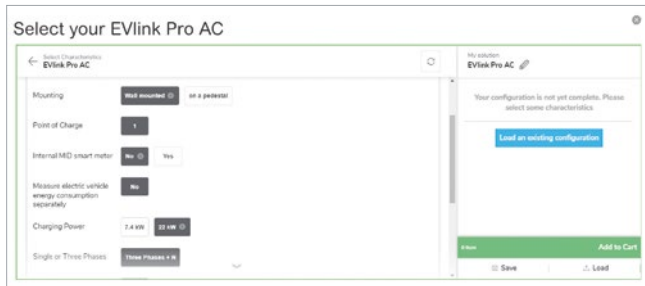 Select your EVlink Pro AC
Select Characteristics
EVlink Pro AC
Mounting
Wall mounted
on a pedestal
Point of Charge
1
Internal MID smart meter
No
Yes
Measure electric vehicle
energy consumption
separately
No
Charging Power
7.4 kW
22 kW
Single or Three Phases
Three Phases + N
My solution
EVlink Pro AC
Your configuration is not yet complete. Please
select some characteristics
Load an existing configuration
Add to Cart
Save
Load